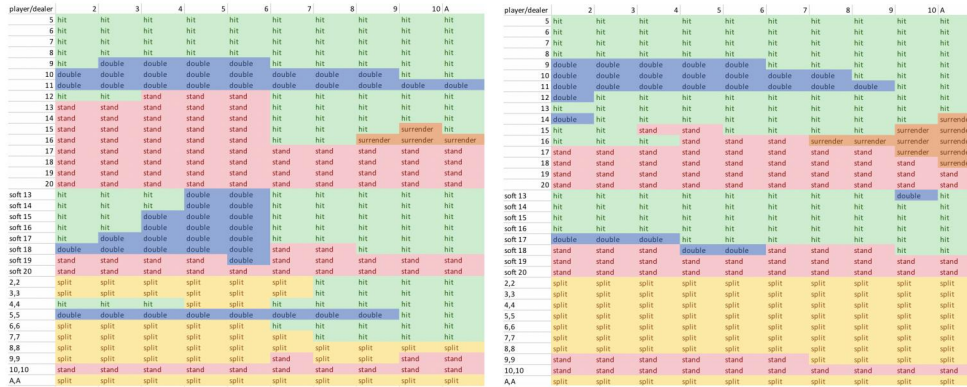 player/dealer 2 3 4 5 6 7 8 9 10 A
5 hit hit hit hit hit hit hit hit hit hit
6 hit hit hit hit hit hit hit hit hit hit
7 hit hit hit hit hit hit hit hit hit hit
8 hit hit hit hit hit hit hit hit hit hit
9 hit double double double double hit hit hit hit hit
10 double double double double double double double double hit hit
11 double double double double double double double double double double
12 hit hit stand stand stand hit hit hit hit hit
13 stand stand stand stand stand hit hit hit hit hit
14 stand stand stand stand stand hit hit hit hit hit
15 stand stand stand stand stand hit hit hit surrender hit
16 stand stand stand stand stand hit hit surrender surrender surrender
17 stand stand stand stand stand stand stand stand stand stand
18 stand stand stand stand stand stand stand stand stand stand
19 stand stand stand stand stand stand stand stand stand stand
20 stand stand stand stand stand stand stand stand stand stand
soft 13 hit hit hit double double hit hit hit hit hit
soft 14 hit hit hit double double hit hit hit hit hit
soft 15 hit hit double double double hit hit hit hit hit
soft 16 hit hit double double double hit hit hit hit hit
soft 17 hit double double double double hit hit hit hit hit
soft 18 double double double double double stand stand hit hit hit
soft 19 stand stand stand stand double stand stand stand stand stand
soft 20 stand stand stand stand stand stand stand stand stand stand
2,2 split split split split split split hit hit hit hit
3,3 split split split split split split hit hit hit hit
4,4 hit hit hit split split hit hit hit hit hit
5,5 double double double double double double double double hit hit
6,6 split split split split split hit hit hit hit hit
7,7 split split split split split split hit hit hit hit
8,8 split split split split split split split split split split
9,9 split split split split split stand split split stand stand
10,10 stand stand stand stand stand stand stand stand stand stand
A,A split split split split split split split split split split
player/dealer 2 3 4 5 6 7 8 9 10 A
5 hit hit hit hit hit hit hit hit hit hit
6 hit hit hit hit hit hit hit hit hit hit
7 hit hit hit hit hit hit hit hit hit hit
8 hit hit hit hit hit hit hit hit hit hit
9 double double double double double hit hit hit hit hit
10 double double double double double double double hit hit hit
11 double double double double double double double double hit hit
12 double hit hit hit hit hit hit hit hit hit
13 hit hit hit hit hit hit hit hit hit hit
14 double hit hit hit hit hit hit hit hit surrende
15 hit hit stand stand hit hit hit hit surrender surrende
16 hit hit hit stand stand stand surrender surrender surrender surrende
17 stand stand stand stand stand stand stand stand surrender surrende
18 stand stand stand stand stand stand stand stand stand surrende
19 stand stand stand stand stand stand stand stand stand stand
20 stand stand stand stand stand stand stand stand stand stand
soft 13 hit hit hit hit hit hit hit hit double hit
soft 14 hit hit hit hit hit hit hit hit hit hit
soft 15 hit hit hit hit hit hit hit hit hit hit
soft 16 hit hit hit hit hit hit hit hit hit hit
soft 17 double double double hit hit hit hit hit hit hit
soft 18 stand stand stand double double stand stand stand hit hit
soft 19 stand stand stand stand stand stand stand stand stand stand
soft 20 stand stand stand stand stand stand stand stand stand stand
2,2 split split split split split split split split split split
3,3 split split split split split split split split split split
4,4 split split split split split split split split split split
5,5 split split split split split split split split split split
6,6 split split split split split split split split split split
7,7 split split split split split split split split split split
8,8 split split split split split split split split split split
9,9 stand stand stand stand stand stand split split split split
10,10 stand stand stand stand stand stand stand stand stand stand
A,A split split split split split split split split split split